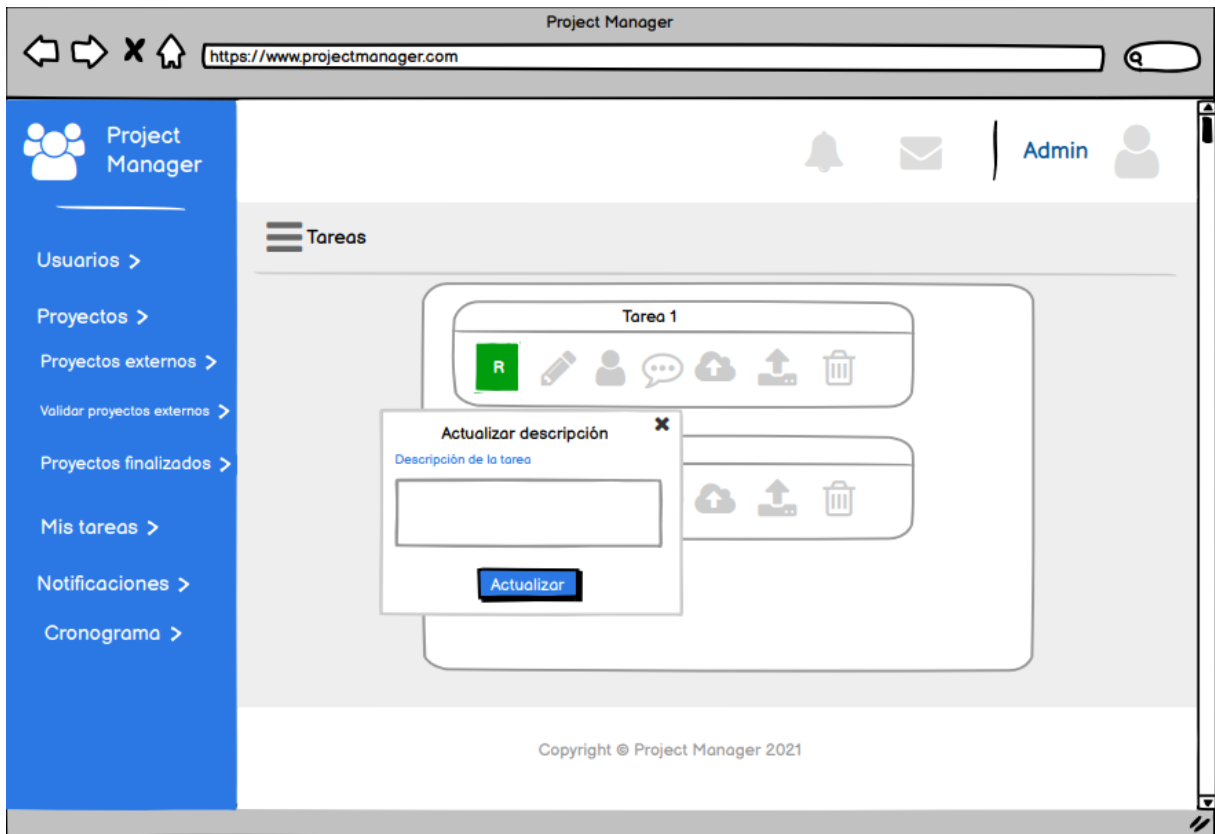 Project Manager
https://www.projectmanager.com
Project
Manager
Admin
Usuarios >
Proyectos >
Proyectos externos >
Validar proyectos externos >
Proyectos finalizados >
Mis tareas >
Notificaciones >
Cronograma >
Tareas
Tarea 1
R
Actualizar descripción
Descripción de la tarea
Actualizar
Copyright © Project Manager 2021